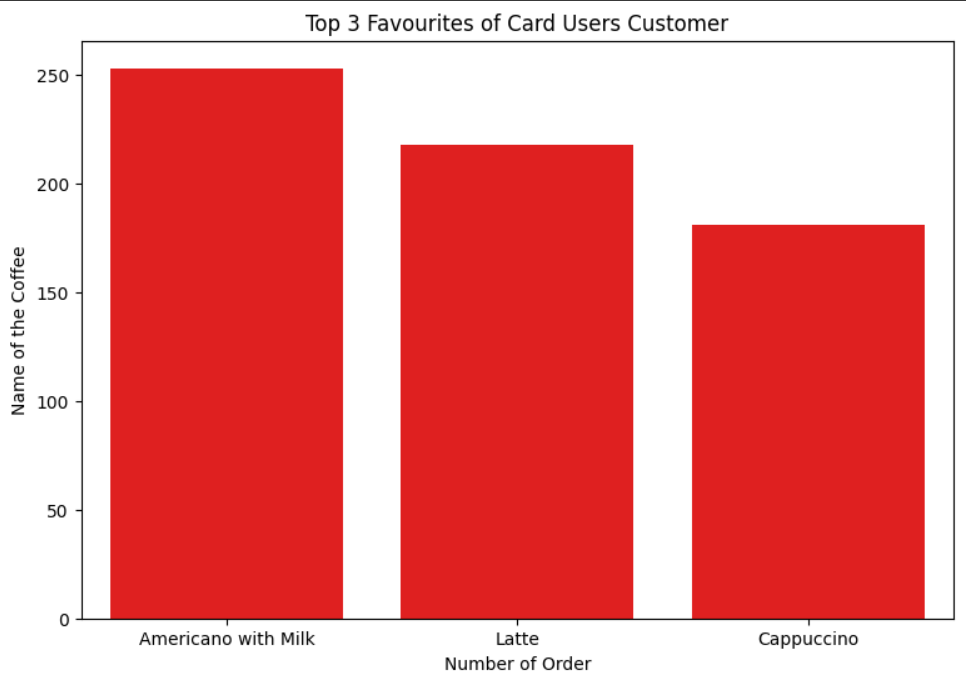 Top 3 Favourites of Card Users Customer
Name of the Coffee
250
200
150
100
50
0
Americano with Milk
Latte
Cappuccino
Number of Order